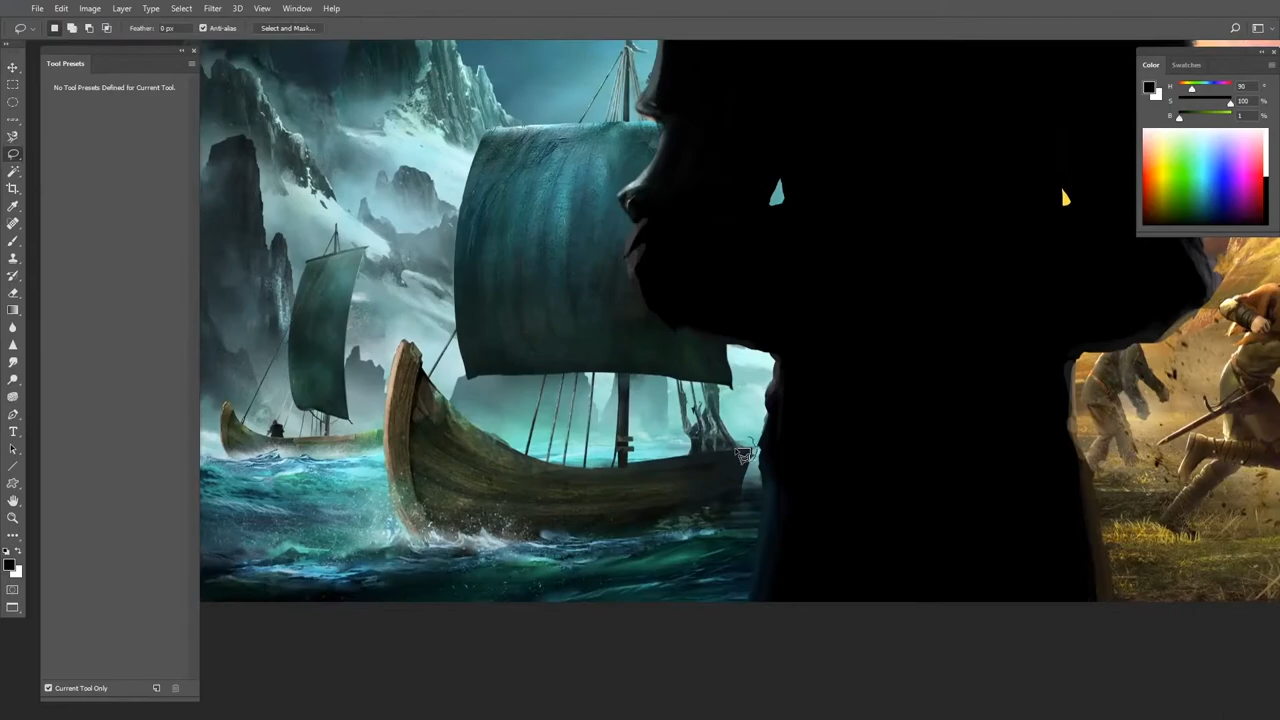 File Edit Image Layer Type Select Filter 3D View Window Help
Feather: 0 px Anti-alias Select and Mask...
Tool Presets
No Tool Presets Defined for Current Tool.
Current Tool Only
Color Swatches
H 90 °
S 100 %
B 1 %